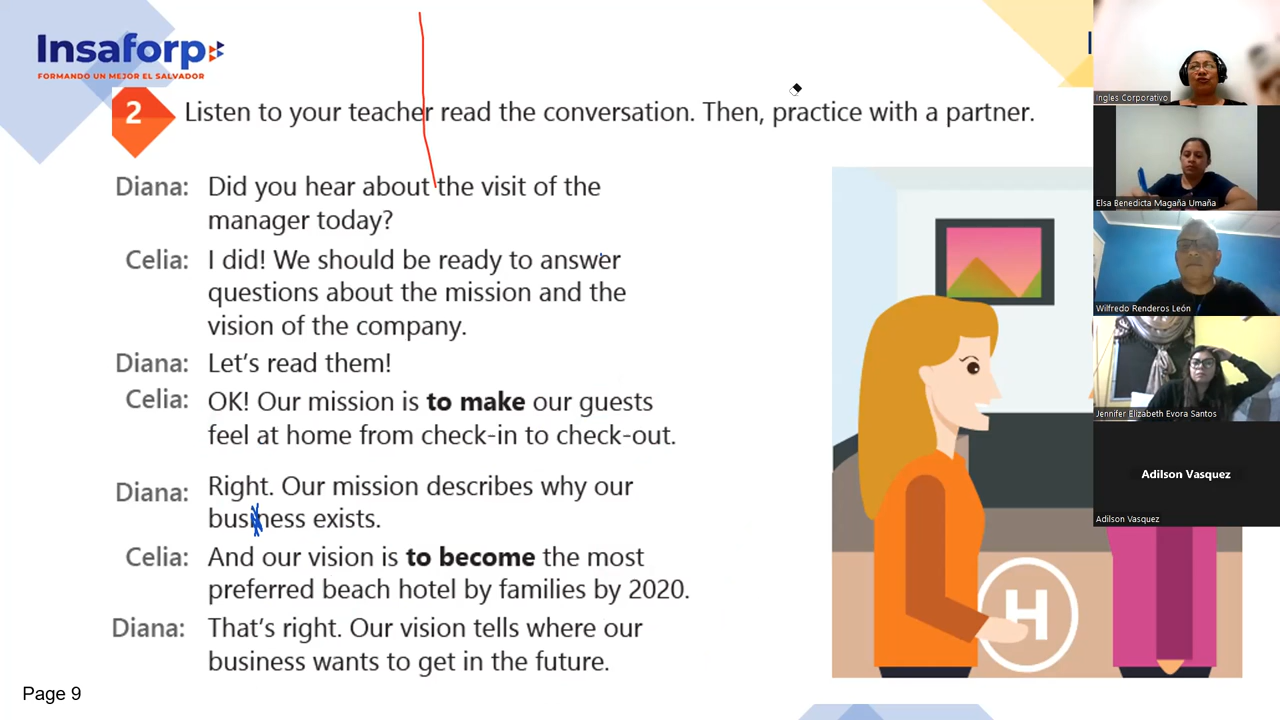 Insaforp
FORMANDO UN MEJOR EL SALVADOR
2 Listen to your teacher read the conversation. Then, practice with a partner.
Diana: Did you hear about the visit of the
manager today?
Celia: I did! We should be ready to answer
questions about the mission and the
vision of the company.
Diana: Let's read them!
Celia: OK! Our mission is to make our guests
feel at home from check-in to check-out.
Diana: Right. Our mission describes why our
business exists.
Celia: And our vision is to become the most
preferred beach hotel by families by 2020.
Diana: That's right. Our vision tells where our
business wants to get in the future.
H
Page 9
Ingles Corporativo
Elsa Benedicta Magaña Umaña
Wilfredo Renderos León
Jennifer Elizabeth Evora Santos
Adilson Vasquez
Adilson Vasquez